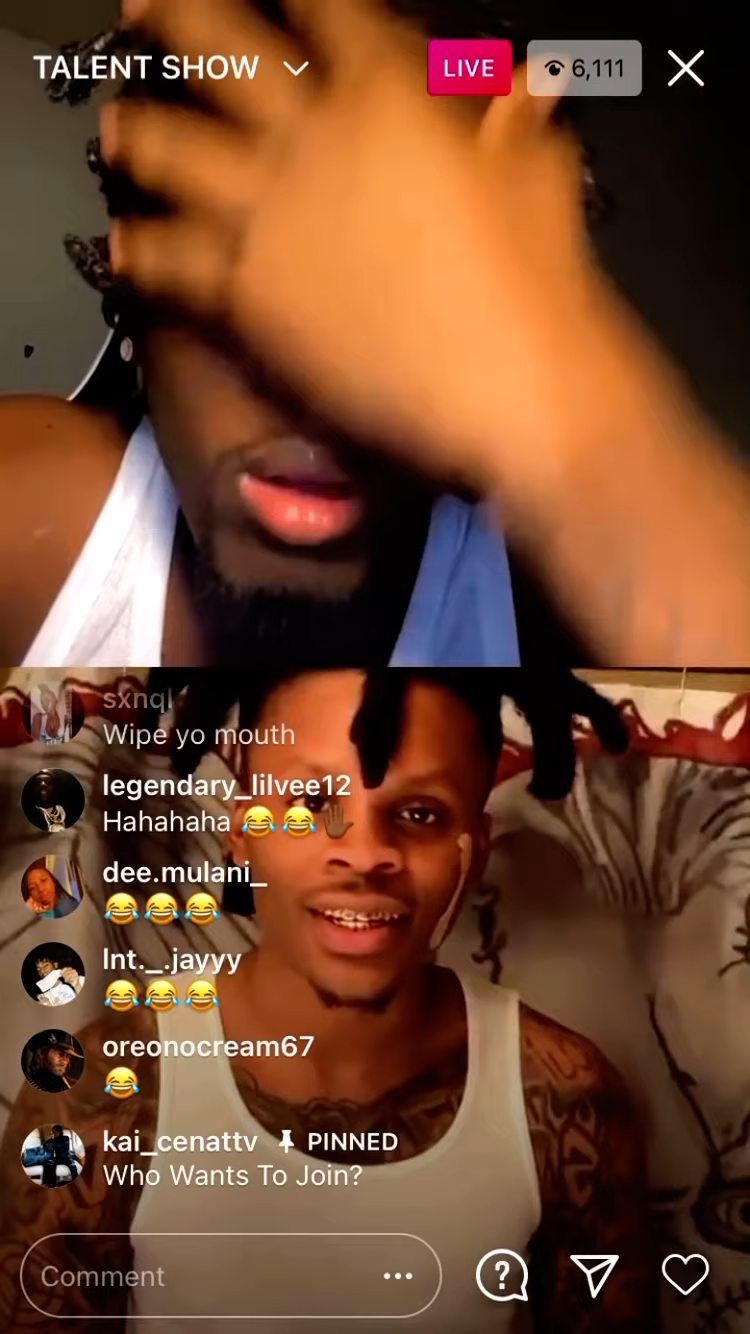 TALENT SHOW
LIVE
6,111
sxnql
Wipe yo mouth
legendary_lilvee12
Hahahaha 😂😂🤚🏾
dee.mulani_
😂😂😂
Int._.jayyy
😂😂😂
oreonocream67
😂
kai_cenattv 📌 PINNED
Who Wants To Join?
Comment